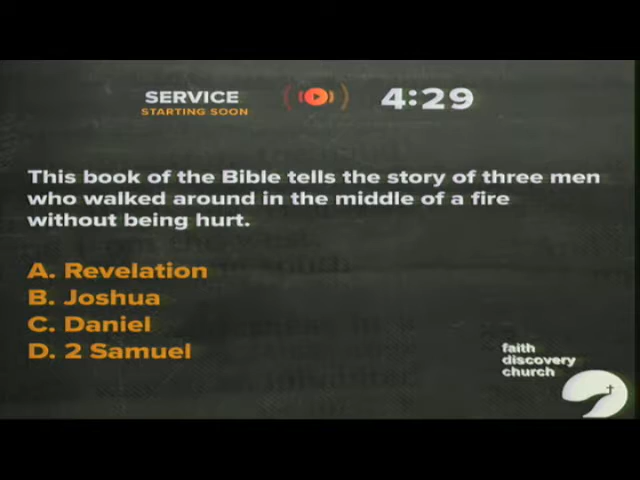 SERVICE
STARTING SOON
4:29
This book of the Bible tells the story of three men
who walked around in the middle of a fire
without being hurt.
A. Revelation
B. Joshua
C. Daniel
D. 2 Samuel
faith
discovery
church